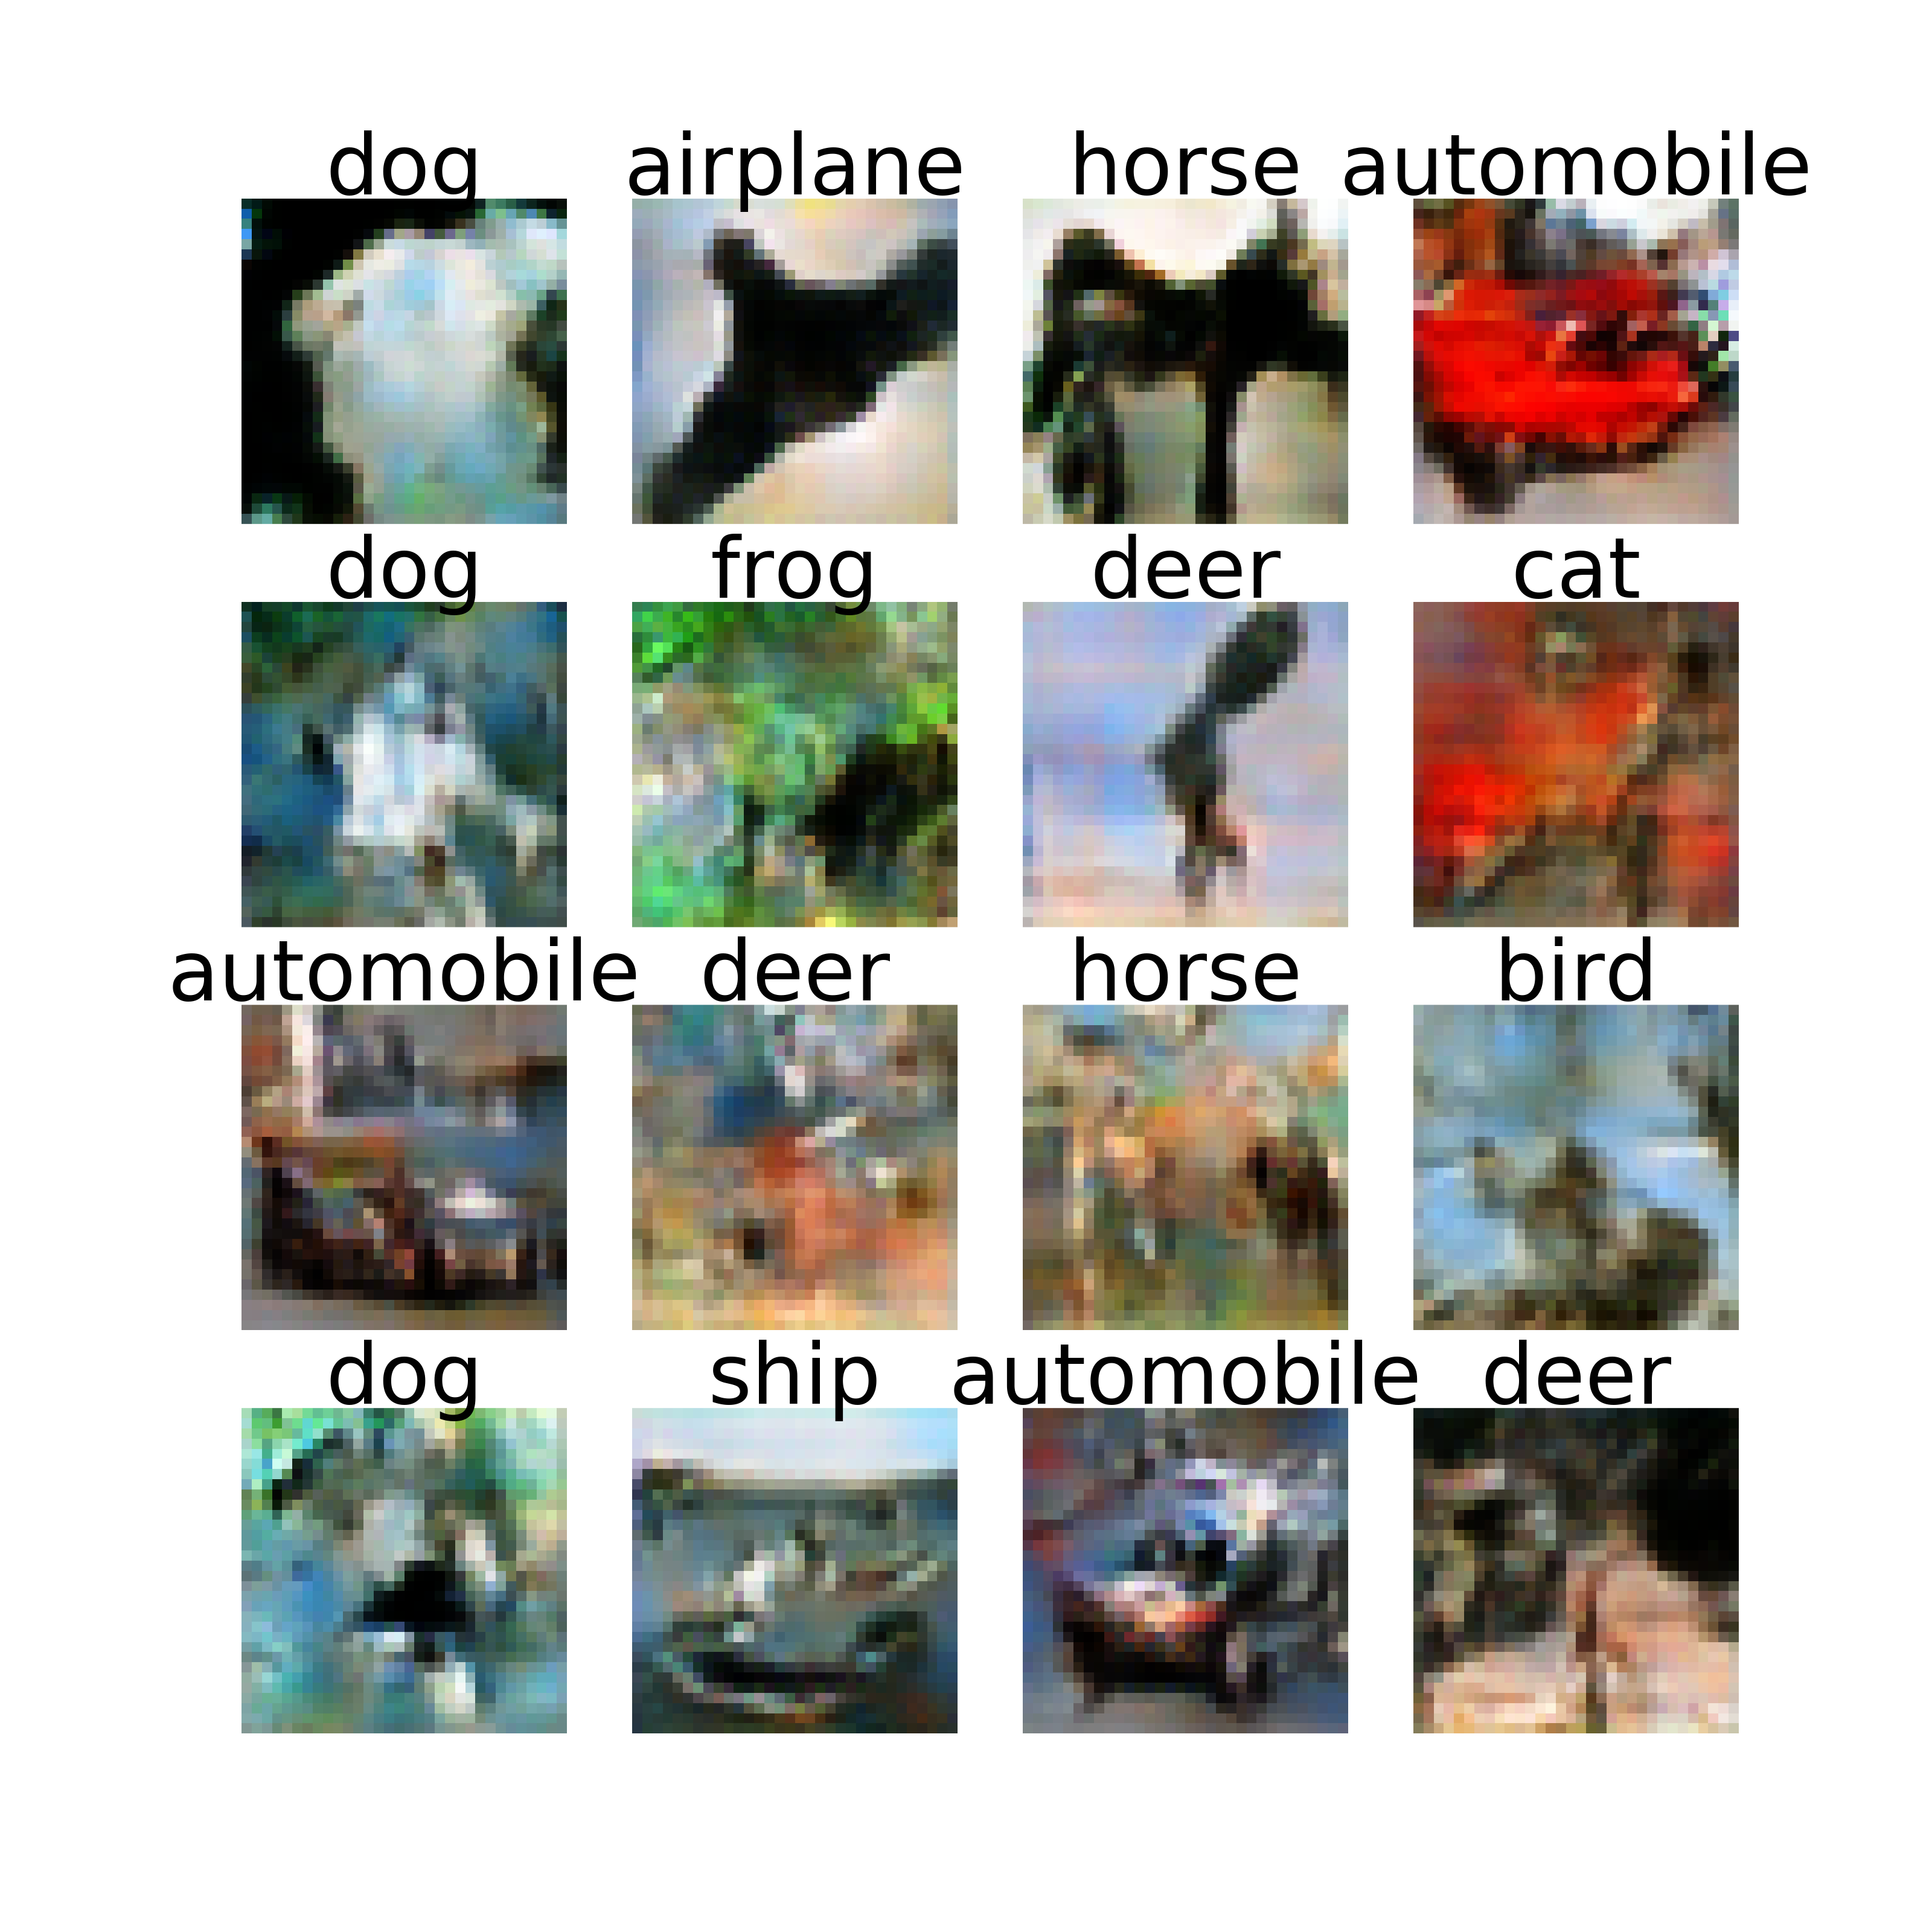 dog airplane horse automobile
dog frog deer cat
automobile deer horse bird
dog ship automobile deer